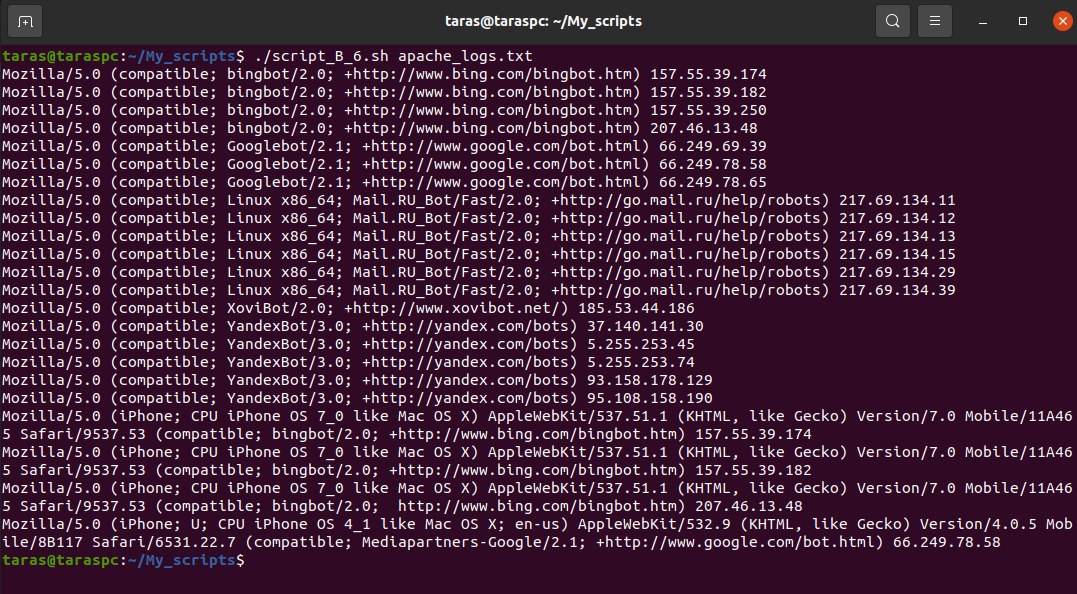 taras@taraspc: ~/My_scripts
taras@taraspc:~/My_scripts$ ./script_B_6.sh apache_logs.txt
Mozilla/5.0 (compatible; bingbot/2.0; +http://www.bing.com/bingbot.htm) 157.55.39.174
Mozilla/5.0 (compatible; bingbot/2.0; +http://www.bing.com/bingbot.htm) 157.55.39.182
Mozilla/5.0 (compatible; bingbot/2.0; +http://www.bing.com/bingbot.htm) 157.55.39.250
Mozilla/5.0 (compatible; bingbot/2.0; +http://www.bing.com/bingbot.htm) 207.46.13.48
Mozilla/5.0 (compatible; Googlebot/2.1; +http://www.google.com/bot.html) 66.249.69.39
Mozilla/5.0 (compatible; Googlebot/2.1; +http://www.google.com/bot.html) 66.249.78.58
Mozilla/5.0 (compatible; Googlebot/2.1; +http://www.google.com/bot.html) 66.249.78.65
Mozilla/5.0 (compatible; Linux x86_64; Mail.RU_Bot/Fast/2.0; +http://go.mail.ru/help/robots) 217.69.134.11
Mozilla/5.0 (compatible; Linux x86_64; Mail.RU_Bot/Fast/2.0; +http://go.mail.ru/help/robots) 217.69.134.12
Mozilla/5.0 (compatible; Linux x86_64; Mail.RU_Bot/Fast/2.0; +http://go.mail.ru/help/robots) 217.69.134.13
Mozilla/5.0 (compatible; Linux x86_64; Mail.RU_Bot/Fast/2.0; +http://go.mail.ru/help/robots) 217.69.134.15
Mozilla/5.0 (compatible; Linux x86_64; Mail.RU_Bot/Fast/2.0; +http://go.mail.ru/help/robots) 217.69.134.29
Mozilla/5.0 (compatible; Linux x86_64; Mail.RU_Bot/Fast/2.0; +http://go.mail.ru/help/robots) 217.69.134.39
Mozilla/5.0 (compatible; XoviBot/2.0; +http://www.xovibot.net/) 185.53.44.186
Mozilla/5.0 (compatible; YandexBot/3.0; +http://yandex.com/bots) 37.140.141.30
Mozilla/5.0 (compatible; YandexBot/3.0; +http://yandex.com/bots) 5.255.253.45
Mozilla/5.0 (compatible; YandexBot/3.0; +http://yandex.com/bots) 5.255.253.74
Mozilla/5.0 (compatible; YandexBot/3.0; +http://yandex.com/bots) 93.158.178.129
Mozilla/5.0 (compatible; YandexBot/3.0; +http://yandex.com/bots) 95.108.158.190
Mozilla/5.0 (iPhone; CPU iPhone OS 7_0 like Mac OS X) AppleWebKit/537.51.1 (KHTML, like Gecko) Version/7.0 Mobile/11A46
5 Safari/9537.53 (compatible; bingbot/2.0; +http://www.bing.com/bingbot.htm) 157.55.39.174
Mozilla/5.0 (iPhone; CPU iPhone OS 7_0 like Mac OS X) AppleWebKit/537.51.1 (KHTML, like Gecko) Version/7.0 Mobile/11A46
5 Safari/9537.53 (compatible; bingbot/2.0; +http://www.bing.com/bingbot.htm) 157.55.39.182
Mozilla/5.0 (iPhone; CPU iPhone OS 7_0 like Mac OS X) AppleWebKit/537.51.1 (KHTML, like Gecko) Version/7.0 Mobile/11A46
5 Safari/9537.53 (compatible; bingbot/2.0;  http://www.bing.com/bingbot.htm) 207.46.13.48
Mozilla/5.0 (iPhone; U; CPU iPhone OS 4_1 like Mac OS X; en-us) AppleWebKit/532.9 (KHTML, like Gecko) Version/4.0.5 Mob
ile/8B117 Safari/6531.22.7 (compatible; Mediapartners-Google/2.1; +http://www.google.com/bot.html) 66.249.78.58
taras@taraspc:~/My_scripts$